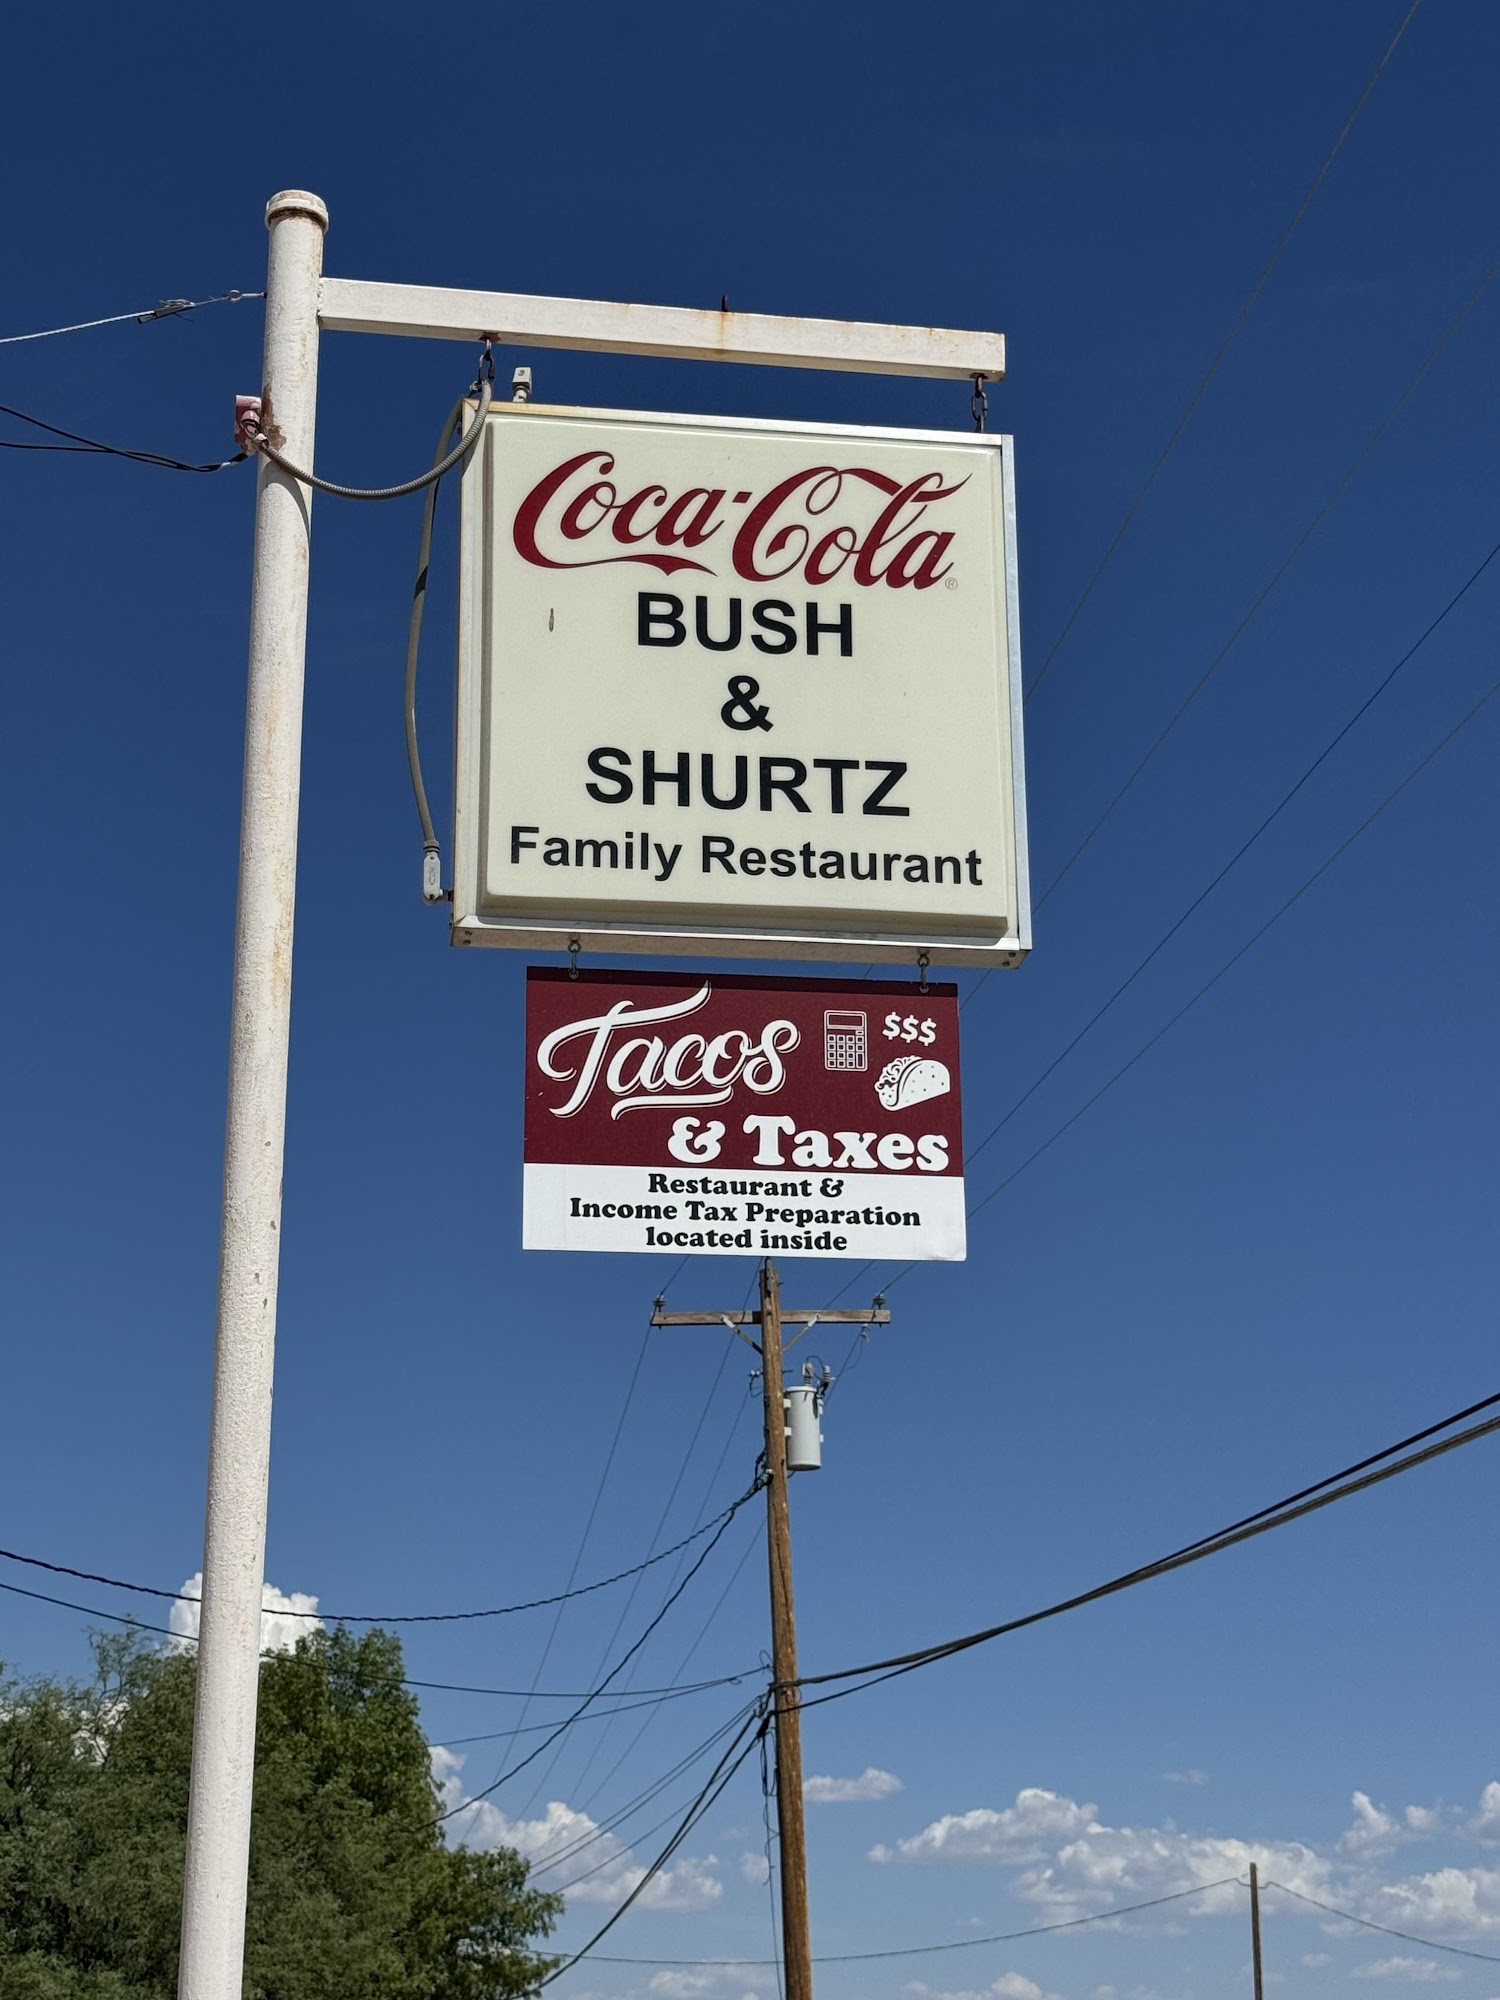 Coca-Cola®
BUSH
&
SHURTZ
Family Restaurant
Tacos
$$$
& Taxes
Restaurant &
Income Tax Preparation
located inside